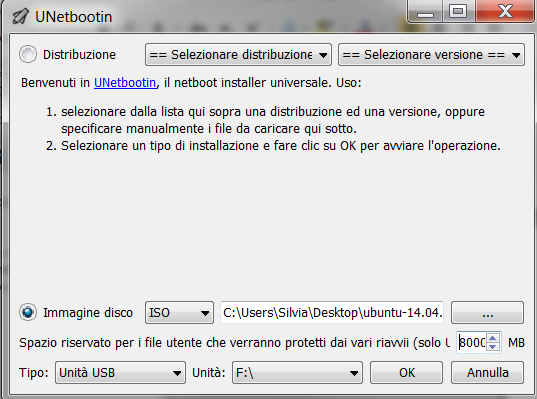 UNetbootin
Distribuzione == Selezionare distribuzione == Selezionare versione ==
Benvenuti in UNetbootin, il netboot installer universale. Uso:
1. selezionare dalla lista qui sopra una distribuzione ed una versione, oppure
specificare manualmente i file da caricare qui sotto.
2. Selezionare un tipo di installazione e fare clic su OK per avviare l'operazione.
Immagine disco ISO C:\Users\Silvia\Desktop\ubuntu-14.04. ...
Spazio riservato per i file utente che verranno protetti dai vari riavvii (solo 8000 MB
Tipo: Unità USB Unità: F:\ OK Annulla